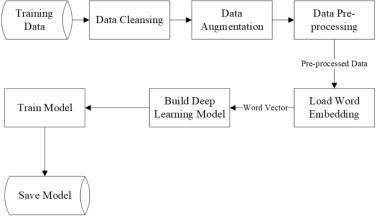 Training
Data
Data Cleansing
Data
Augmentation
Data Pre-
processing
Pre-processed Data
Load Word
Embedding
Word Vector
Build Deep
Learning Model
Train Model
Save Model